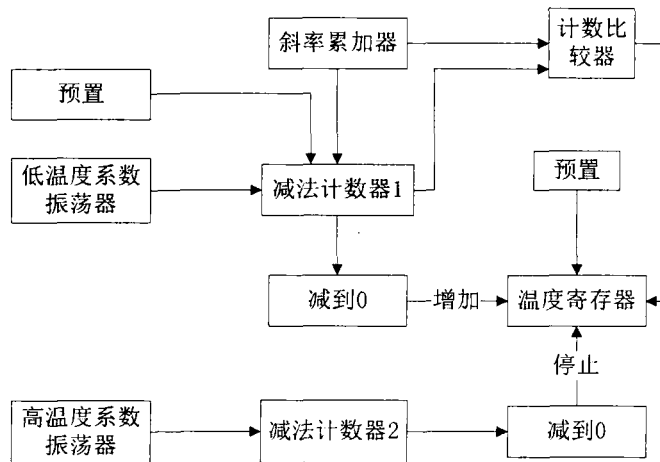 斜率累加器
计数比
较器
预置
低温度系数
振荡器
减法计数器1
预置
减到0
增加
温度寄存器
停止
高温度系数
振荡器
减法计数器2
减到0